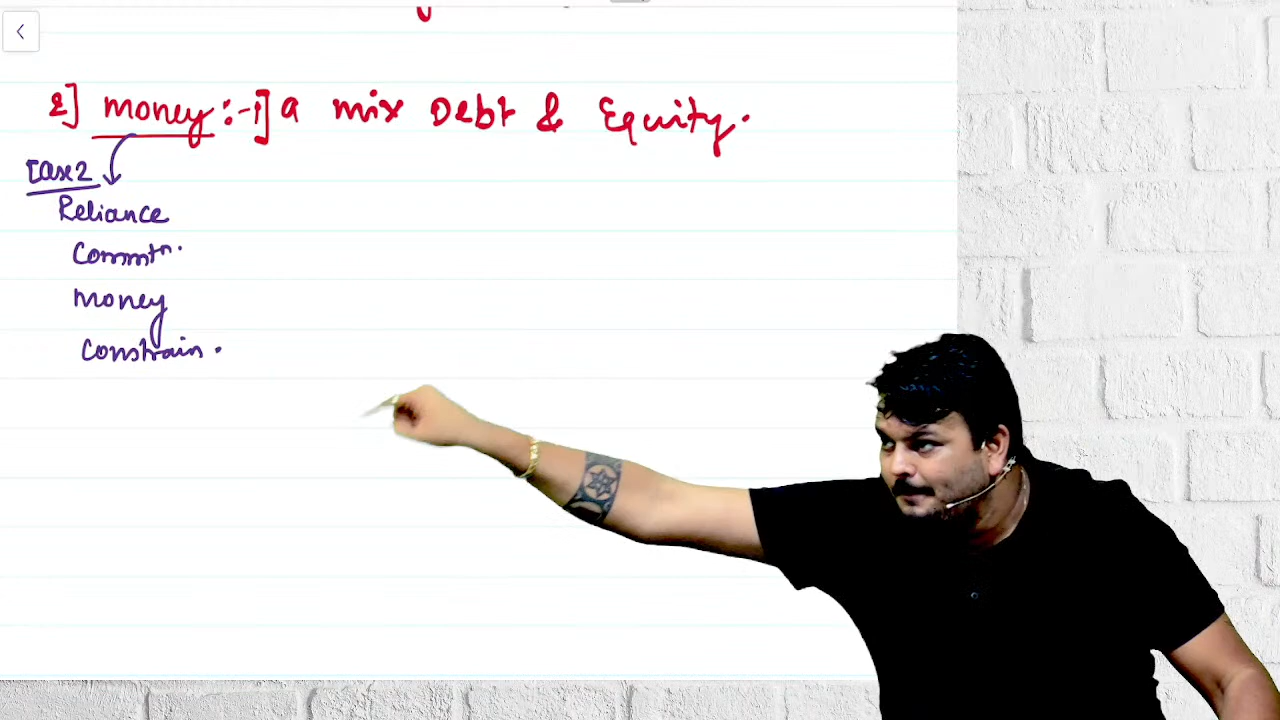 2] money :- 1] a mix Debt & Equity.
Case 2
Reliance
Commtn.
money
Constrain.